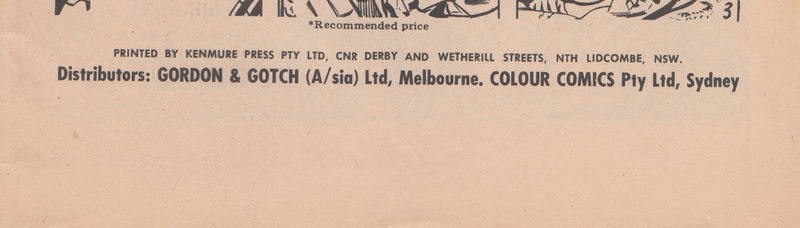 3
*Recommended price
PRINTED BY KENMURE PRESS PTY LTD, CNR DERBY AND WETHERILL STREETS, NTH LIDCOMBE, NSW.
Distributors: GORDON & GOTCH (A/sia) Ltd, Melbourne. COLOUR COMICS Pty Ltd, Sydney